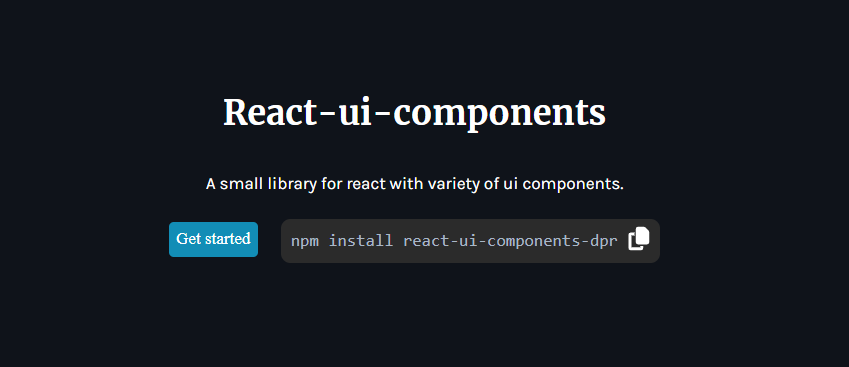 React-ui-components
A small library for react with variety of ui components.
Get started
npm install react-ui-components-dpr